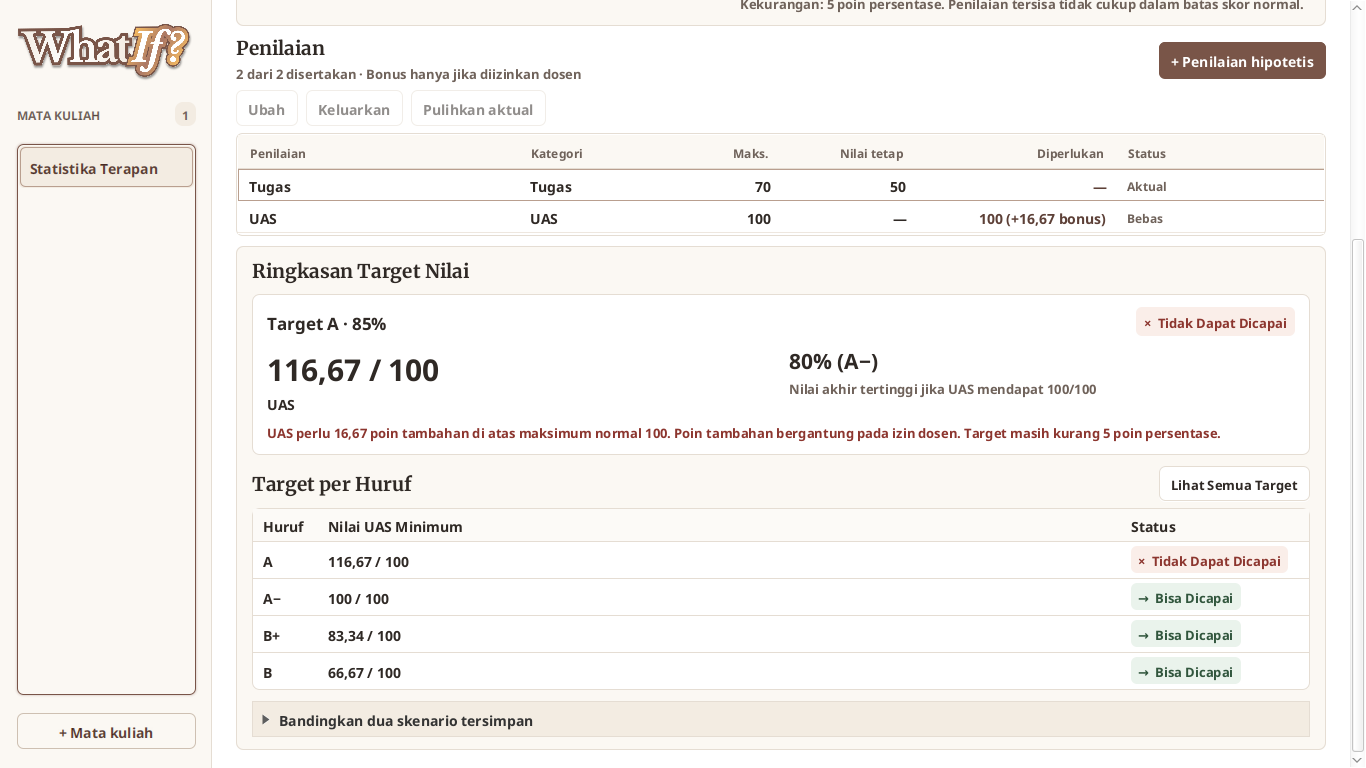 Kekurangan: 5 poin persentase. Penilaian tersisa tidak cukup dalam batas skor normal.
WhatIf?
MATA KULIAH 1
Statistika Terapan
+ Mata kuliah
Penilaian
2 dari 2 disertakan · Bonus hanya jika diizinkan dosen
+ Penilaian hipotetis
Ubah Keluarkan Pulihkan aktual
Penilaian Kategori Maks. Nilai tetap Diperlukan Status
Tugas Tugas 70 50 — Aktual
UAS UAS 100 — 100 (+16,67 bonus) Bebas
Ringkasan Target Nilai
Target A · 85%
× Tidak Dapat Dicapai
116,67 / 100
UAS
80% (A−)
Nilai akhir tertinggi jika UAS mendapat 100/100
UAS perlu 16,67 poin tambahan di atas maksimum normal 100. Poin tambahan bergantung pada izin dosen. Target masih kurang 5 poin persentase.
Target per Huruf
Lihat Semua Target
Huruf Nilai UAS Minimum Status
A 116,67 / 100 × Tidak Dapat Dicapai
A− 100 / 100 → Bisa Dicapai
B+ 83,34 / 100 → Bisa Dicapai
B 66,67 / 100 → Bisa Dicapai
Bandingkan dua skenario tersimpan